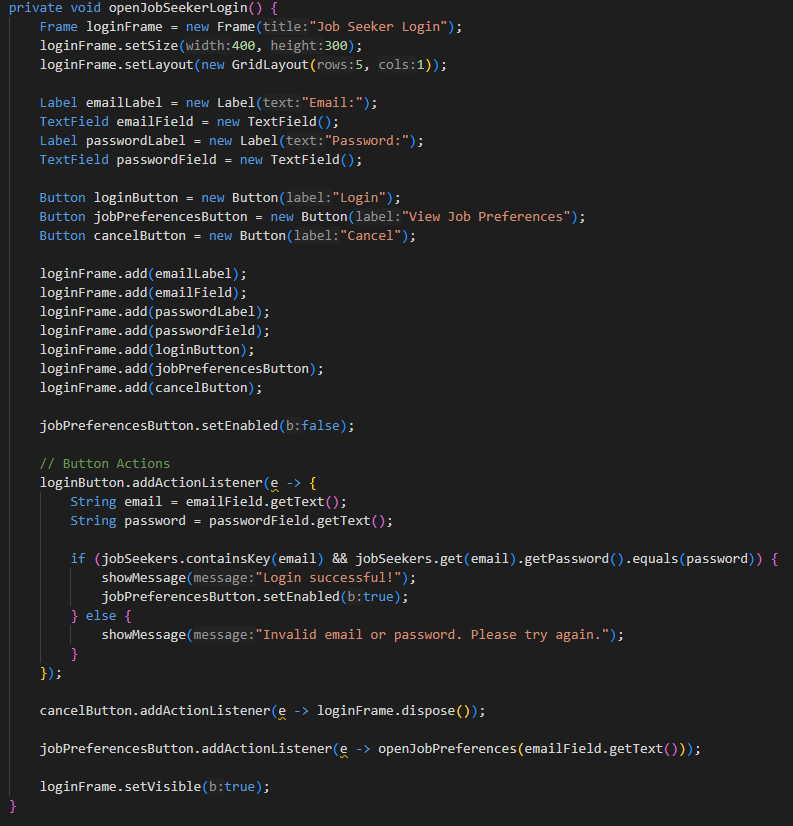 private void openJobSeekerLogin() {
    Frame loginFrame = new Frame(title:"Job Seeker Login");
    loginFrame.setSize(width:400, height:300);
    loginFrame.setLayout(new GridLayout(rows:5, cols:1));

    Label emailLabel = new Label(text:"Email:");
    TextField emailField = new TextField();
    Label passwordLabel = new Label(text:"Password:");
    TextField passwordField = new TextField();

    Button loginButton = new Button(label:"Login");
    Button jobPreferencesButton = new Button(label:"View Job Preferences");
    Button cancelButton = new Button(label:"Cancel");

    loginFrame.add(emailLabel);
    loginFrame.add(emailField);
    loginFrame.add(passwordLabel);
    loginFrame.add(passwordField);
    loginFrame.add(loginButton);
    loginFrame.add(jobPreferencesButton);
    loginFrame.add(cancelButton);

    jobPreferencesButton.setEnabled(b:false);

    // Button Actions
    loginButton.addActionListener(e -> {
        String email = emailField.getText();
        String password = passwordField.getText();

        if (jobSeekers.containsKey(email) && jobSeekers.get(email).getPassword().equals(password)) {
            showMessage(message:"Login successful!");
            jobPreferencesButton.setEnabled(b:true);
        } else {
            showMessage(message:"Invalid email or password. Please try again.");
        }
    });

    cancelButton.addActionListener(e -> loginFrame.dispose());

    jobPreferencesButton.addActionListener(e -> openJobPreferences(emailField.getText()));

    loginFrame.setVisible(b:true);
}